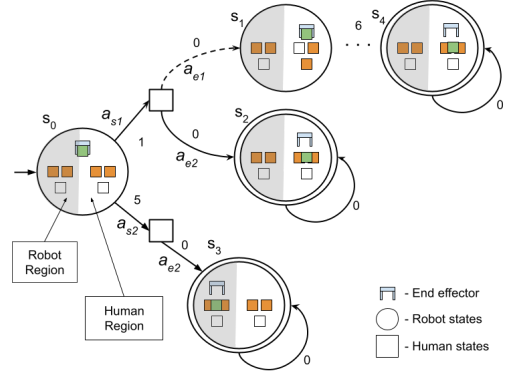 s1
0
6
s4
. . .
ae1
as1
0
s0
0
s2
1
ae2
5
as2
0
s3
0
ae2
Robot
Region
Human
Region
0
- End effector
- Robot states
- Human states